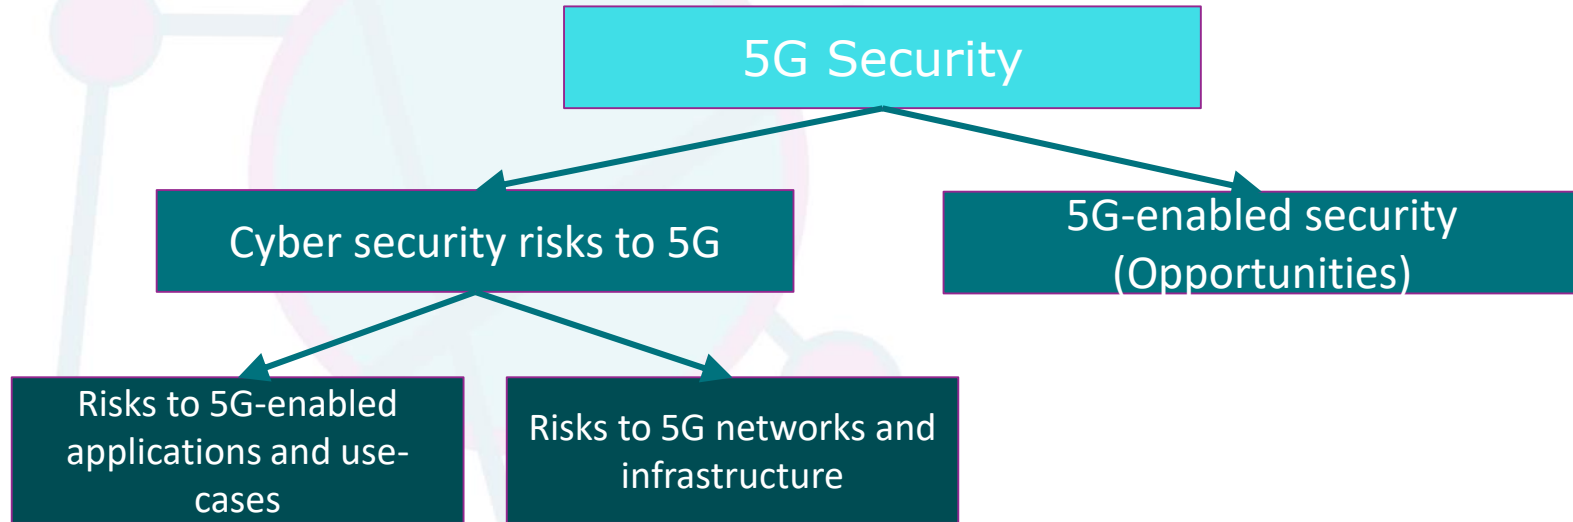 5G Security
Cyber security risks to 5G
5G-enabled security
(Opportunities)
Risks to 5G-enabled
applications and use-
cases
Risks to 5G networks and
infrastructure